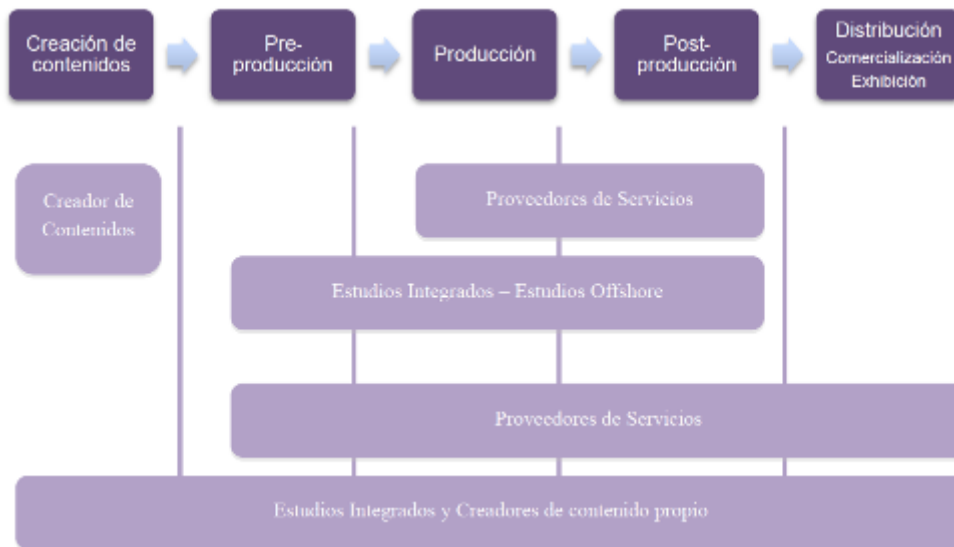 Creación de
contenidos
Pre-
producción
Producción
Post-
producción
Distribución
Comercialización
Exhibición
Creador de
Contenidos
Proveedores de Servicios
Estudios Integrados – Estudios Offshore
Proveedores de Servicios
Estudios Integrados y Creadores de contenido propio